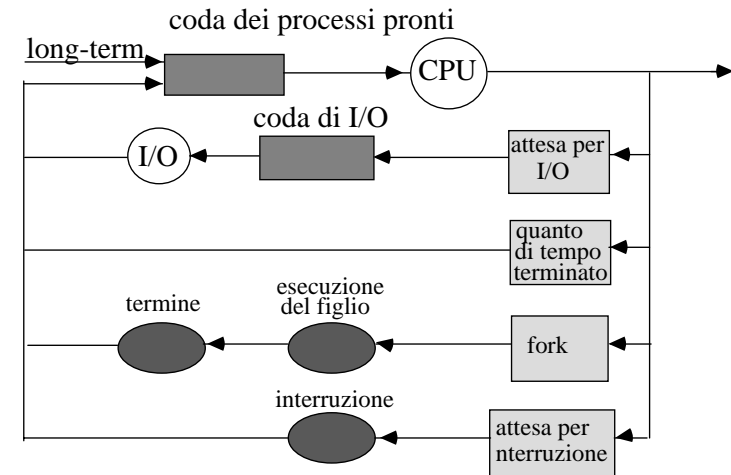 coda dei processi pronti
long-term
CPU
coda di I/O
I/O
attesa per
I/O
quanto
di tempo
terminato
esecuzione
del figlio
termine
fork
interruzione
attesa per
nterruzione